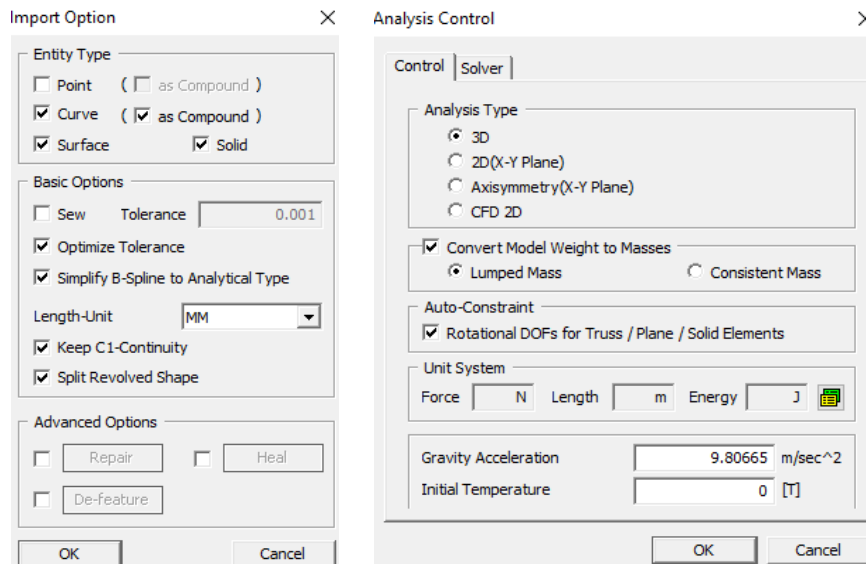 Import Option
Entity Type
Point ( as Compound )
Curve ( as Compound )
Surface Solid
Basic Options
Sew Tolerance 0.001
Optimize Tolerance
Simplify B-Spline to Analytical Type
Length-Unit MM
Keep C1-Continuity
Split Revolved Shape
Advanced Options
Repair Heal
De-feature
OK Cancel
Analysis Control
Control Solver
Analysis Type
3D
2D(X-Y Plane)
Axisymmetry(X-Y Plane)
CFD 2D
Convert Model Weight to Masses
Lumped Mass Consistent Mass
Auto-Constraint
Rotational DOFs for Truss / Plane / Solid Elements
Unit System
Force N Length m Energy J
Gravity Acceleration 9.80665 m/sec^2
Initial Temperature 0 [T]
OK Cancel